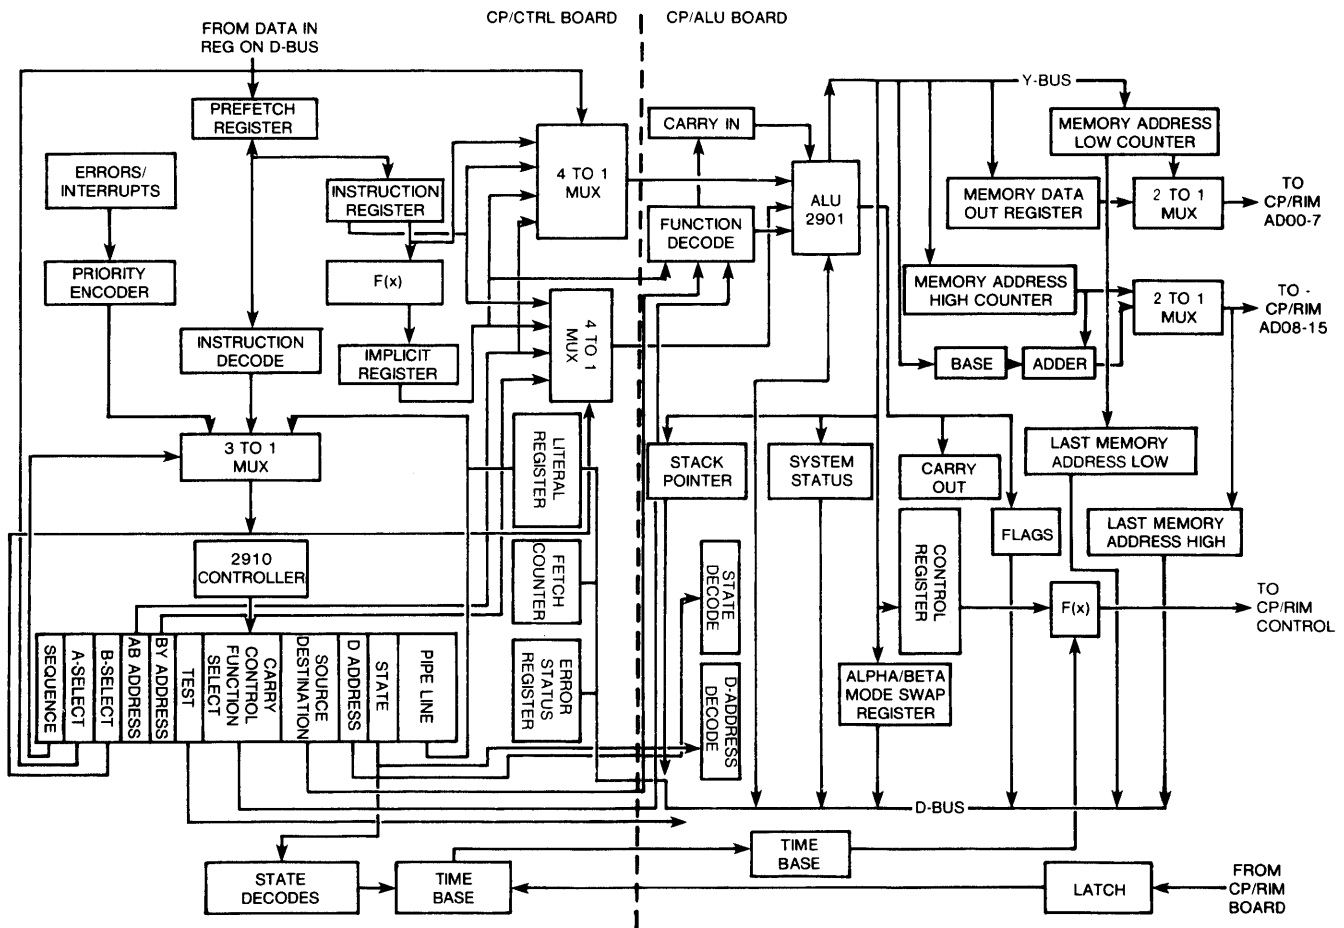 CP/CTRL BOARD
CP/ALU BOARD
FROM DATA IN
REG ON D-BUS
PREFETCH
REGISTER
ERRORS/
INTERRUPTS
INSTRUCTION
REGISTER
4 TO 1
MUX
PRIORITY
ENCODER
F(x)
INSTRUCTION
DECODE
IMPLICIT
REGISTER
4 TO 1
MUX
3 TO 1
MUX
LITERAL
REGISTER
2910
CONTROLLER
FETCH
COUNTER
ERROR
STATUS
REGISTER
SEQUENCE
A-SELECT
B-SELECT
AB ADDRESS
BY ADDRESS
TEST
CARRY
CONTROL
FUNCTION
SELECT
SOURCE
DESTINATION
D ADDRESS
STATE
PIPE LINE
STATE
DECODES
TIME
BASE
Y-BUS
CARRY IN
MEMORY ADDRESS
LOW COUNTER
ALU
2901
MEMORY DATA
OUT REGISTER
2 TO 1
MUX
TO
CP/RIM
AD00-7
FUNCTION
DECODE
MEMORY ADDRESS
HIGH COUNTER
2 TO 1
MUX
TO -
CP/RIM
AD08-15
BASE
ADDER
STACK
POINTER
SYSTEM
STATUS
CARRY
OUT
LAST MEMORY
ADDRESS LOW
FLAGS
LAST MEMORY
ADDRESS HIGH
STATE
DECODE
CONTROL
REGISTER
F(x)
TO
CP/RIM
CONTROL
D-ADDRESS
DECODE
ALPHA/BETA
MODE SWAP
REGISTER
D-BUS
TIME
BASE
LATCH
FROM
CP/RIM
BOARD